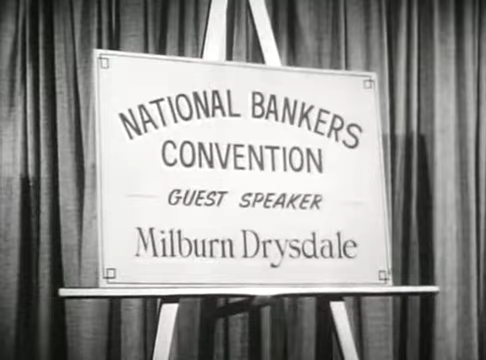 NATIONAL BANKERS
CONVENTION
GUEST SPEAKER
Milburn Drysdale